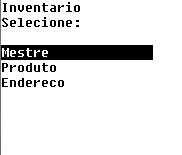 Inventario
Selecione:
Mestre
Produto
Endereco